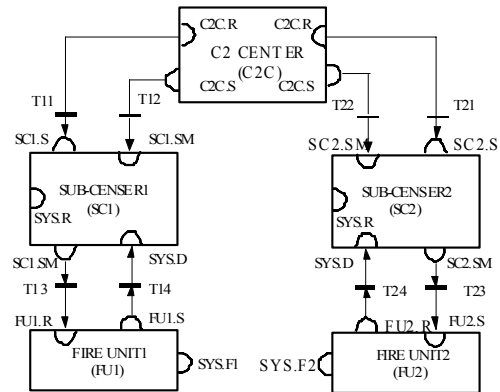 C2C.R C2C.R
C2 CENTER
(C2C)
C2C.S C2C.S
T11 T12 T22 T21
SC1.S SC1.SM SC2.SM SC2.S
SUB-CENSER1
(SC1)
SYS.R
SUB-CENSER2
(SC2)
SYS.R
SC1.SM SYS.D SYS.D SC2.SM
T13 T14 T24 T23
FU1.R FU1.S FU2.R FU2.S
FIRE UNIT1
(FU1)
SYS.F1 SYS.F2
FIRE UNIT2
(FU2)